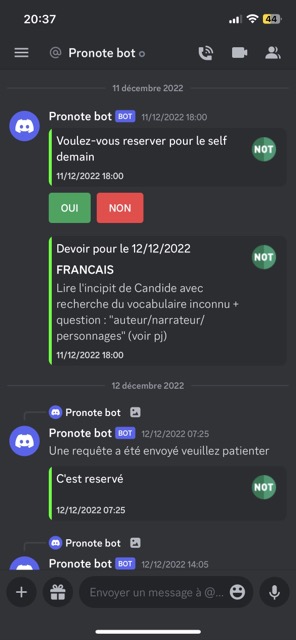 20:37
44
@ Pronote bot
11 décembre 2022
Pronote bot BOT 11/12/2022 18:00
Voulez-vous reserver pour le self
demain
NOT
11/12/2022 18:00
OUI NON
Devoir pour le 12/12/2022
NOT
FRANCAIS
Lire l'incipit de Candide avec
recherche du vocabulaire inconnu +
question : "auteur/narrateur/
personnages" (voir pj)
11/12/2022 18:00
12 décembre 2022
Pronote bot
Pronote bot BOT 12/12/2022 07:25
Une requête a été envoyé veuillez patienter
C'est reservé
NOT
12/12/2022 07:25
Pronote bot
Pronote bot BOT 12/12/2022 14:05
Envoyer un message à @...